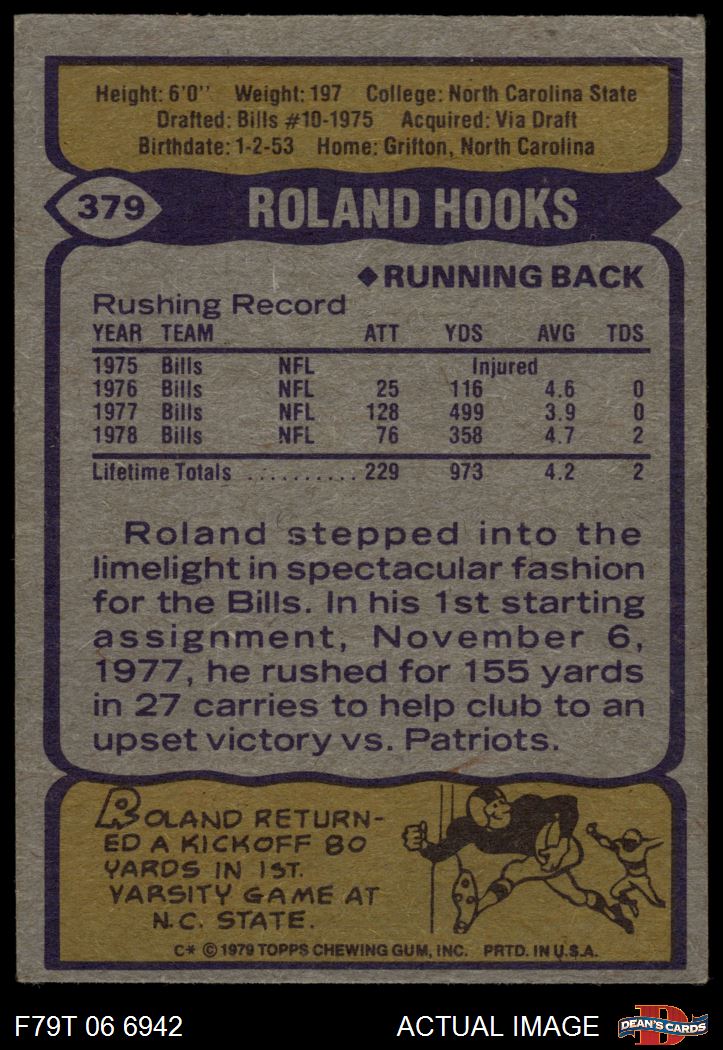 Height: 6'0" Weight: 197 College: North Carolina State
Drafted: Bills #10-1975 Acquired: Via Draft
Birthdate: 1-2-53 Home: Grifton, North Carolina
379 ROLAND HOOKS
◆RUNNING BACK
Rushing Record
YEAR TEAM ATT YDS AVG TDS
1975 Bills NFL Injured
1976 Bills NFL 25 116 4.6 0
1977 Bills NFL 128 499 3.9 0
1978 Bills NFL 76 358 4.7 2
Lifetime Totals .......... 229 973 4.2 2
Roland stepped into the
limelight in spectacular fashion
for the Bills. In his 1st starting
assignment, November 6,
1977, he rushed for 155 yards
in 27 carries to help club to an
upset victory vs. Patriots.
ROLAND RETURN-
ED A KICKOFF 80
YARDS IN 1ST.
VARSITY GAME AT
N.C. STATE.
C* © 1979 TOPPS CHEWING GUM, INC. PRTD. IN U.S.A.
F79T 06 6942 ACTUAL IMAGE D DEAN'S CARDS